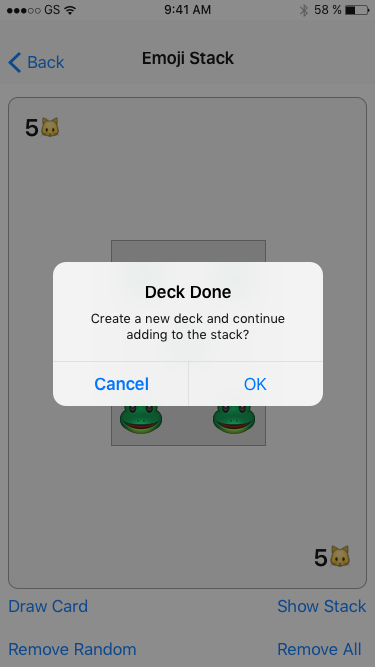 GS 9:41 AM 58 %
Back Emoji Stack
5🐱
Deck Done
Create a new deck and continue
adding to the stack?
Cancel OK
5🐱
Draw Card Show Stack
Remove Random Remove All